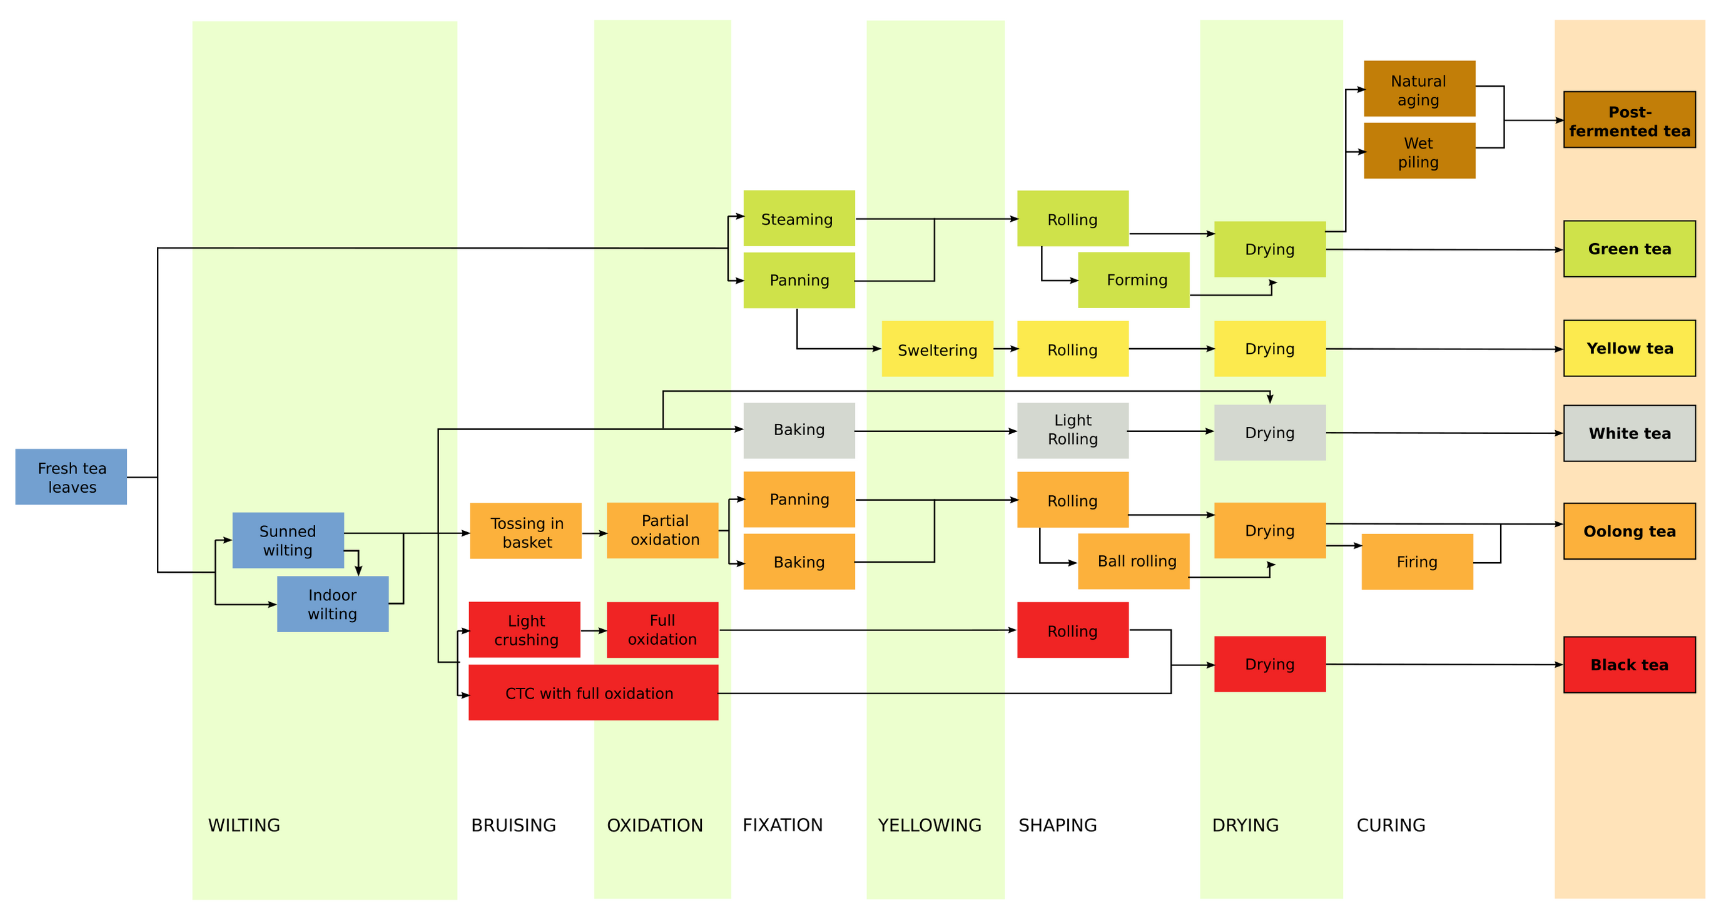 Natural
aging
Post-
fermented tea
Wet
piling
Steaming
Rolling
Drying
Green tea
Panning
Forming
Sweltering
Rolling
Drying
Yellow tea
Baking
Light
Rolling
Drying
White tea
Fresh tea
leaves
Sunned
wilting
Indoor
wilting
Tossing in
basket
Partial
oxidation
Panning
Baking
Rolling
Ball rolling
Drying
Firing
Oolong tea
Light
crushing
Full
oxidation
Rolling
CTC with full oxidation
Drying
Black tea
WILTING
BRUISING
OXIDATION
FIXATION
YELLOWING
SHAPING
DRYING
CURING